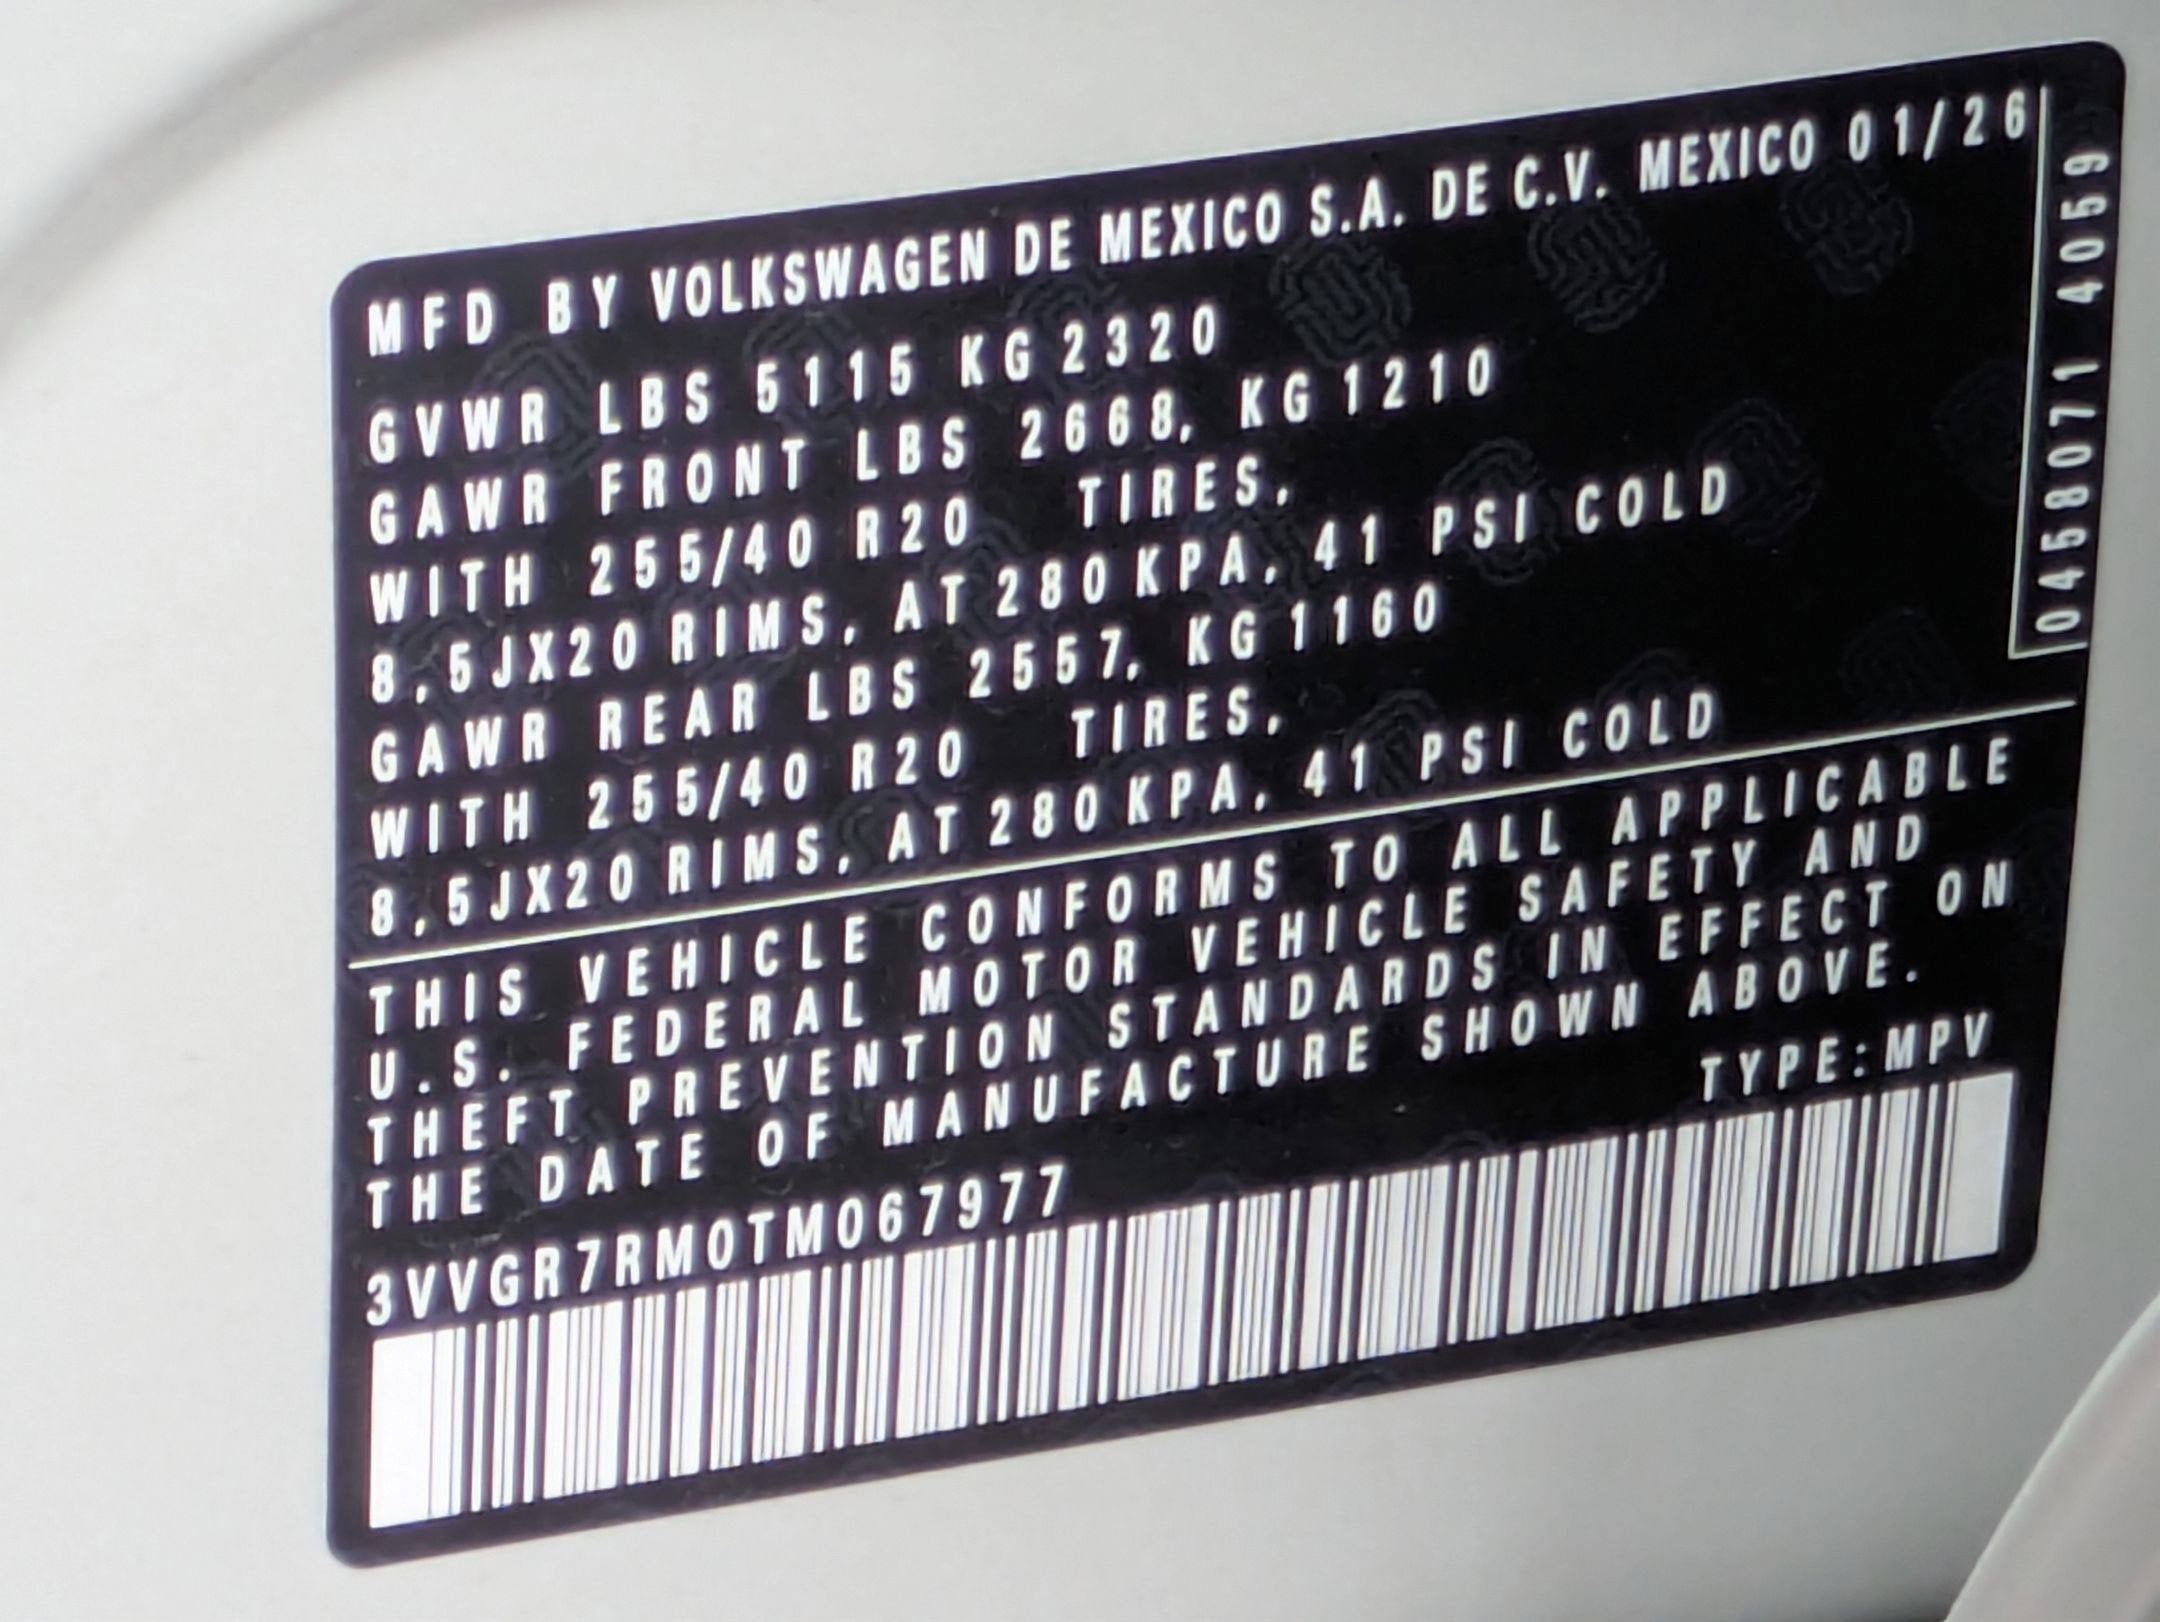 MFD BY VOLKSWAGEN DE MEXICO S.A. DE C.V. MEXICO 01/26
GVWR LBS 5115 KG 2320
GAWR FRONT LBS 2668, KG 1210
WITH 255/40 R20 TIRES,
8,5JX20 RIMS, AT 280 KPA, 41 PSI COLD
GAWR REAR LBS 2557, KG 1160
WITH 255/40 R20 TIRES,
8,5JX20 RIMS, AT 280 KPA, 41 PSI COLD
0458071 4059
THIS VEHICLE CONFORMS TO ALL APPLICABLE
U.S. FEDERAL MOTOR VEHICLE SAFETY AND
THEFT PREVENTION STANDARDS IN EFFECT ON
THE DATE OF MANUFACTURE SHOWN ABOVE.
TYPE:MPV
3VVGR7RM0TM067977